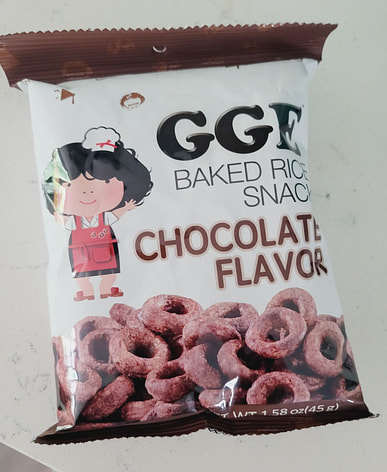 GGE
BAKED RICE
SNACK
CHOCOLATE
FLAVOR
WT 1.58 oz(45g)